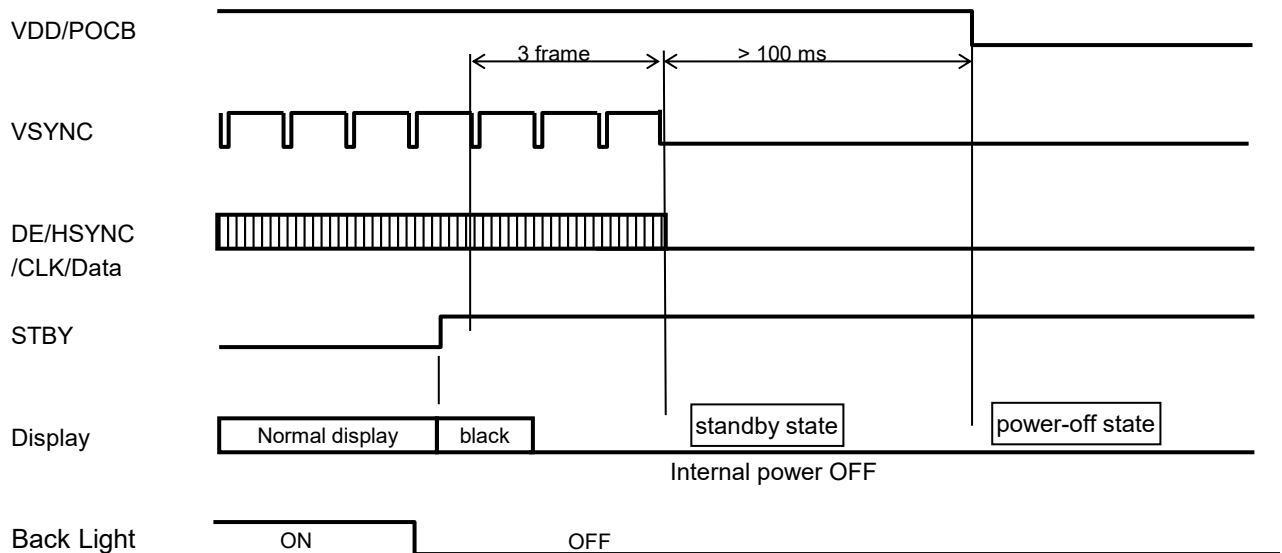 VDD/POCB
3 frame
> 100 ms
VSYNC
DE/HSYNC
/CLK/Data
STBY
Display
Normal display
black
standby state
power-off state
Internal power OFF
Back Light
ON
OFF